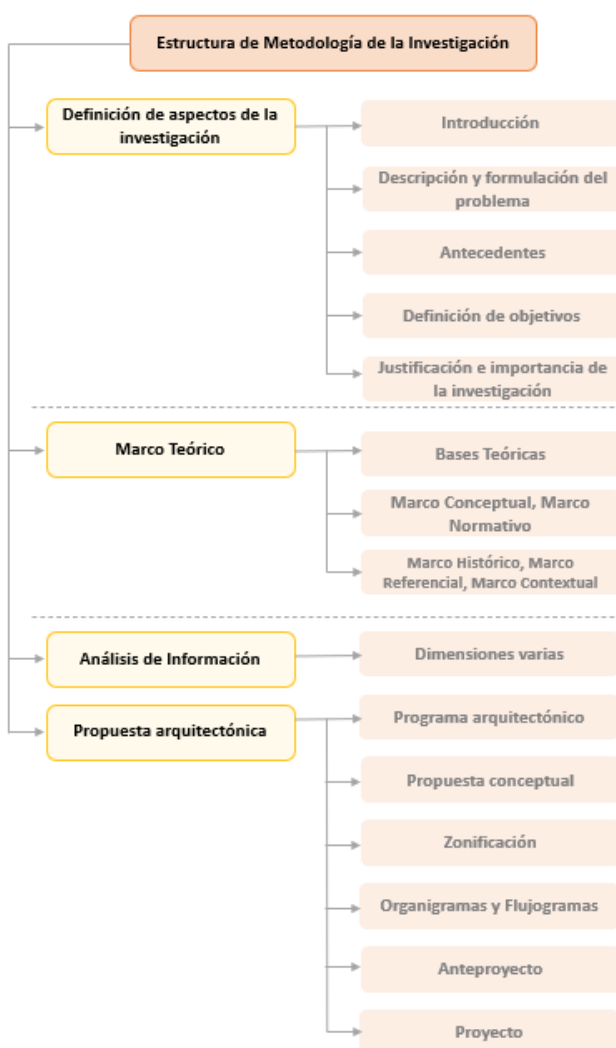 Estructura de Metodología de la Investigación
Definición de aspectos de la
investigación
Introducción
Descripción y formulación del
problema
Antecedentes
Definición de objetivos
Justificación e importancia de
la investigación
Marco Teórico
Bases Teóricas
Marco Conceptual, Marco
Normativo
Marco Histórico, Marco
Referencial, Marco Contextual
Análisis de Información
Dimensiones varias
Propuesta arquitectónica
Programa arquitectónico
Propuesta conceptual
Zonificación
Organigramas y Flujogramas
Anteproyecto
Proyecto